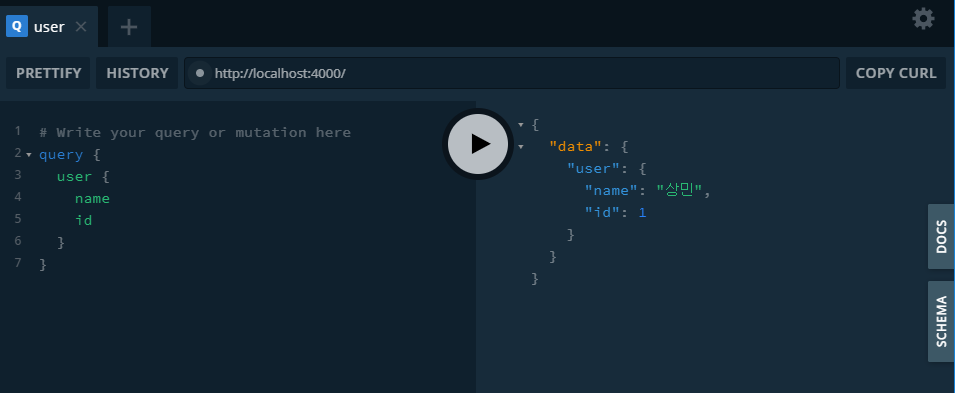 Q user
PRETTIFY HISTORY http://localhost:4000/ COPY CURL
1 # Write your query or mutation here
2 query {
3 user {
4 name
5 id
6 }
7 }
{
"data": {
"user": {
"name": "상민",
"id": 1
}
}
}
DOCS
SCHEMA